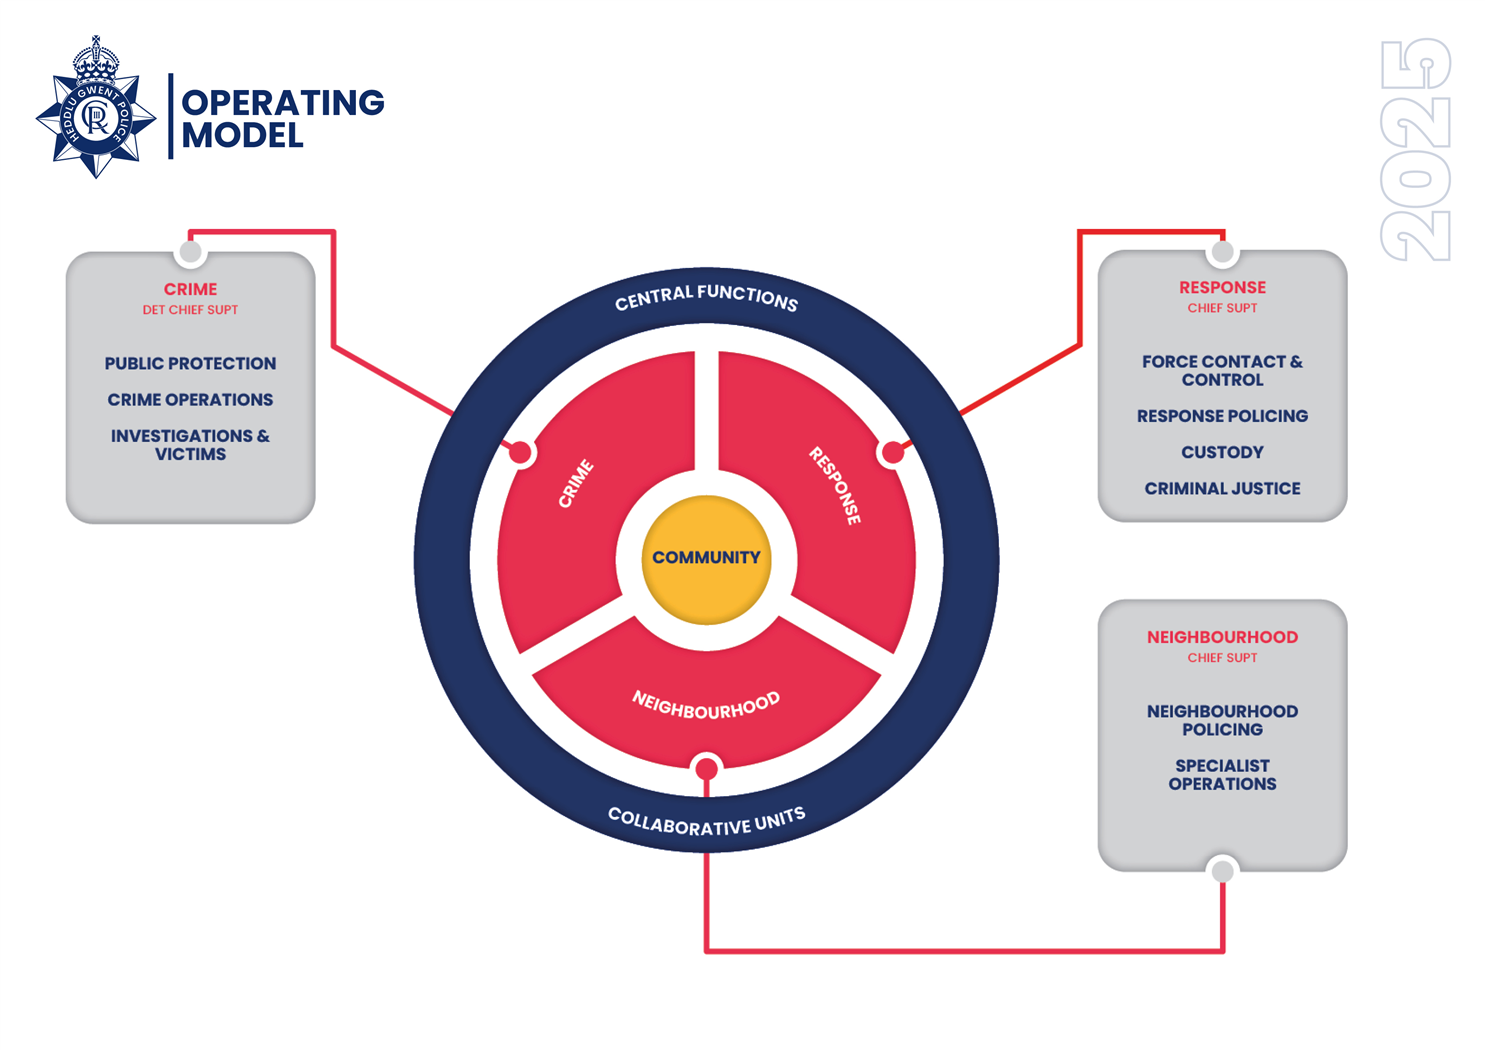 HEDDLU GWENT POLICE
CIIIR
OPERATING
MODEL
2025
CRIME
DET CHIEF SUPT
PUBLIC PROTECTION
CRIME OPERATIONS
INVESTIGATIONS &
VICTIMS
CENTRAL FUNCTIONS
CRIME
RESPONSE
COMMUNITY
NEIGHBOURHOOD
COLLABORATIVE UNITS
RESPONSE
CHIEF SUPT
FORCE CONTACT &
CONTROL
RESPONSE POLICING
CUSTODY
CRIMINAL JUSTICE
NEIGHBOURHOOD
CHIEF SUPT
NEIGHBOURHOOD
POLICING
SPECIALIST
OPERATIONS